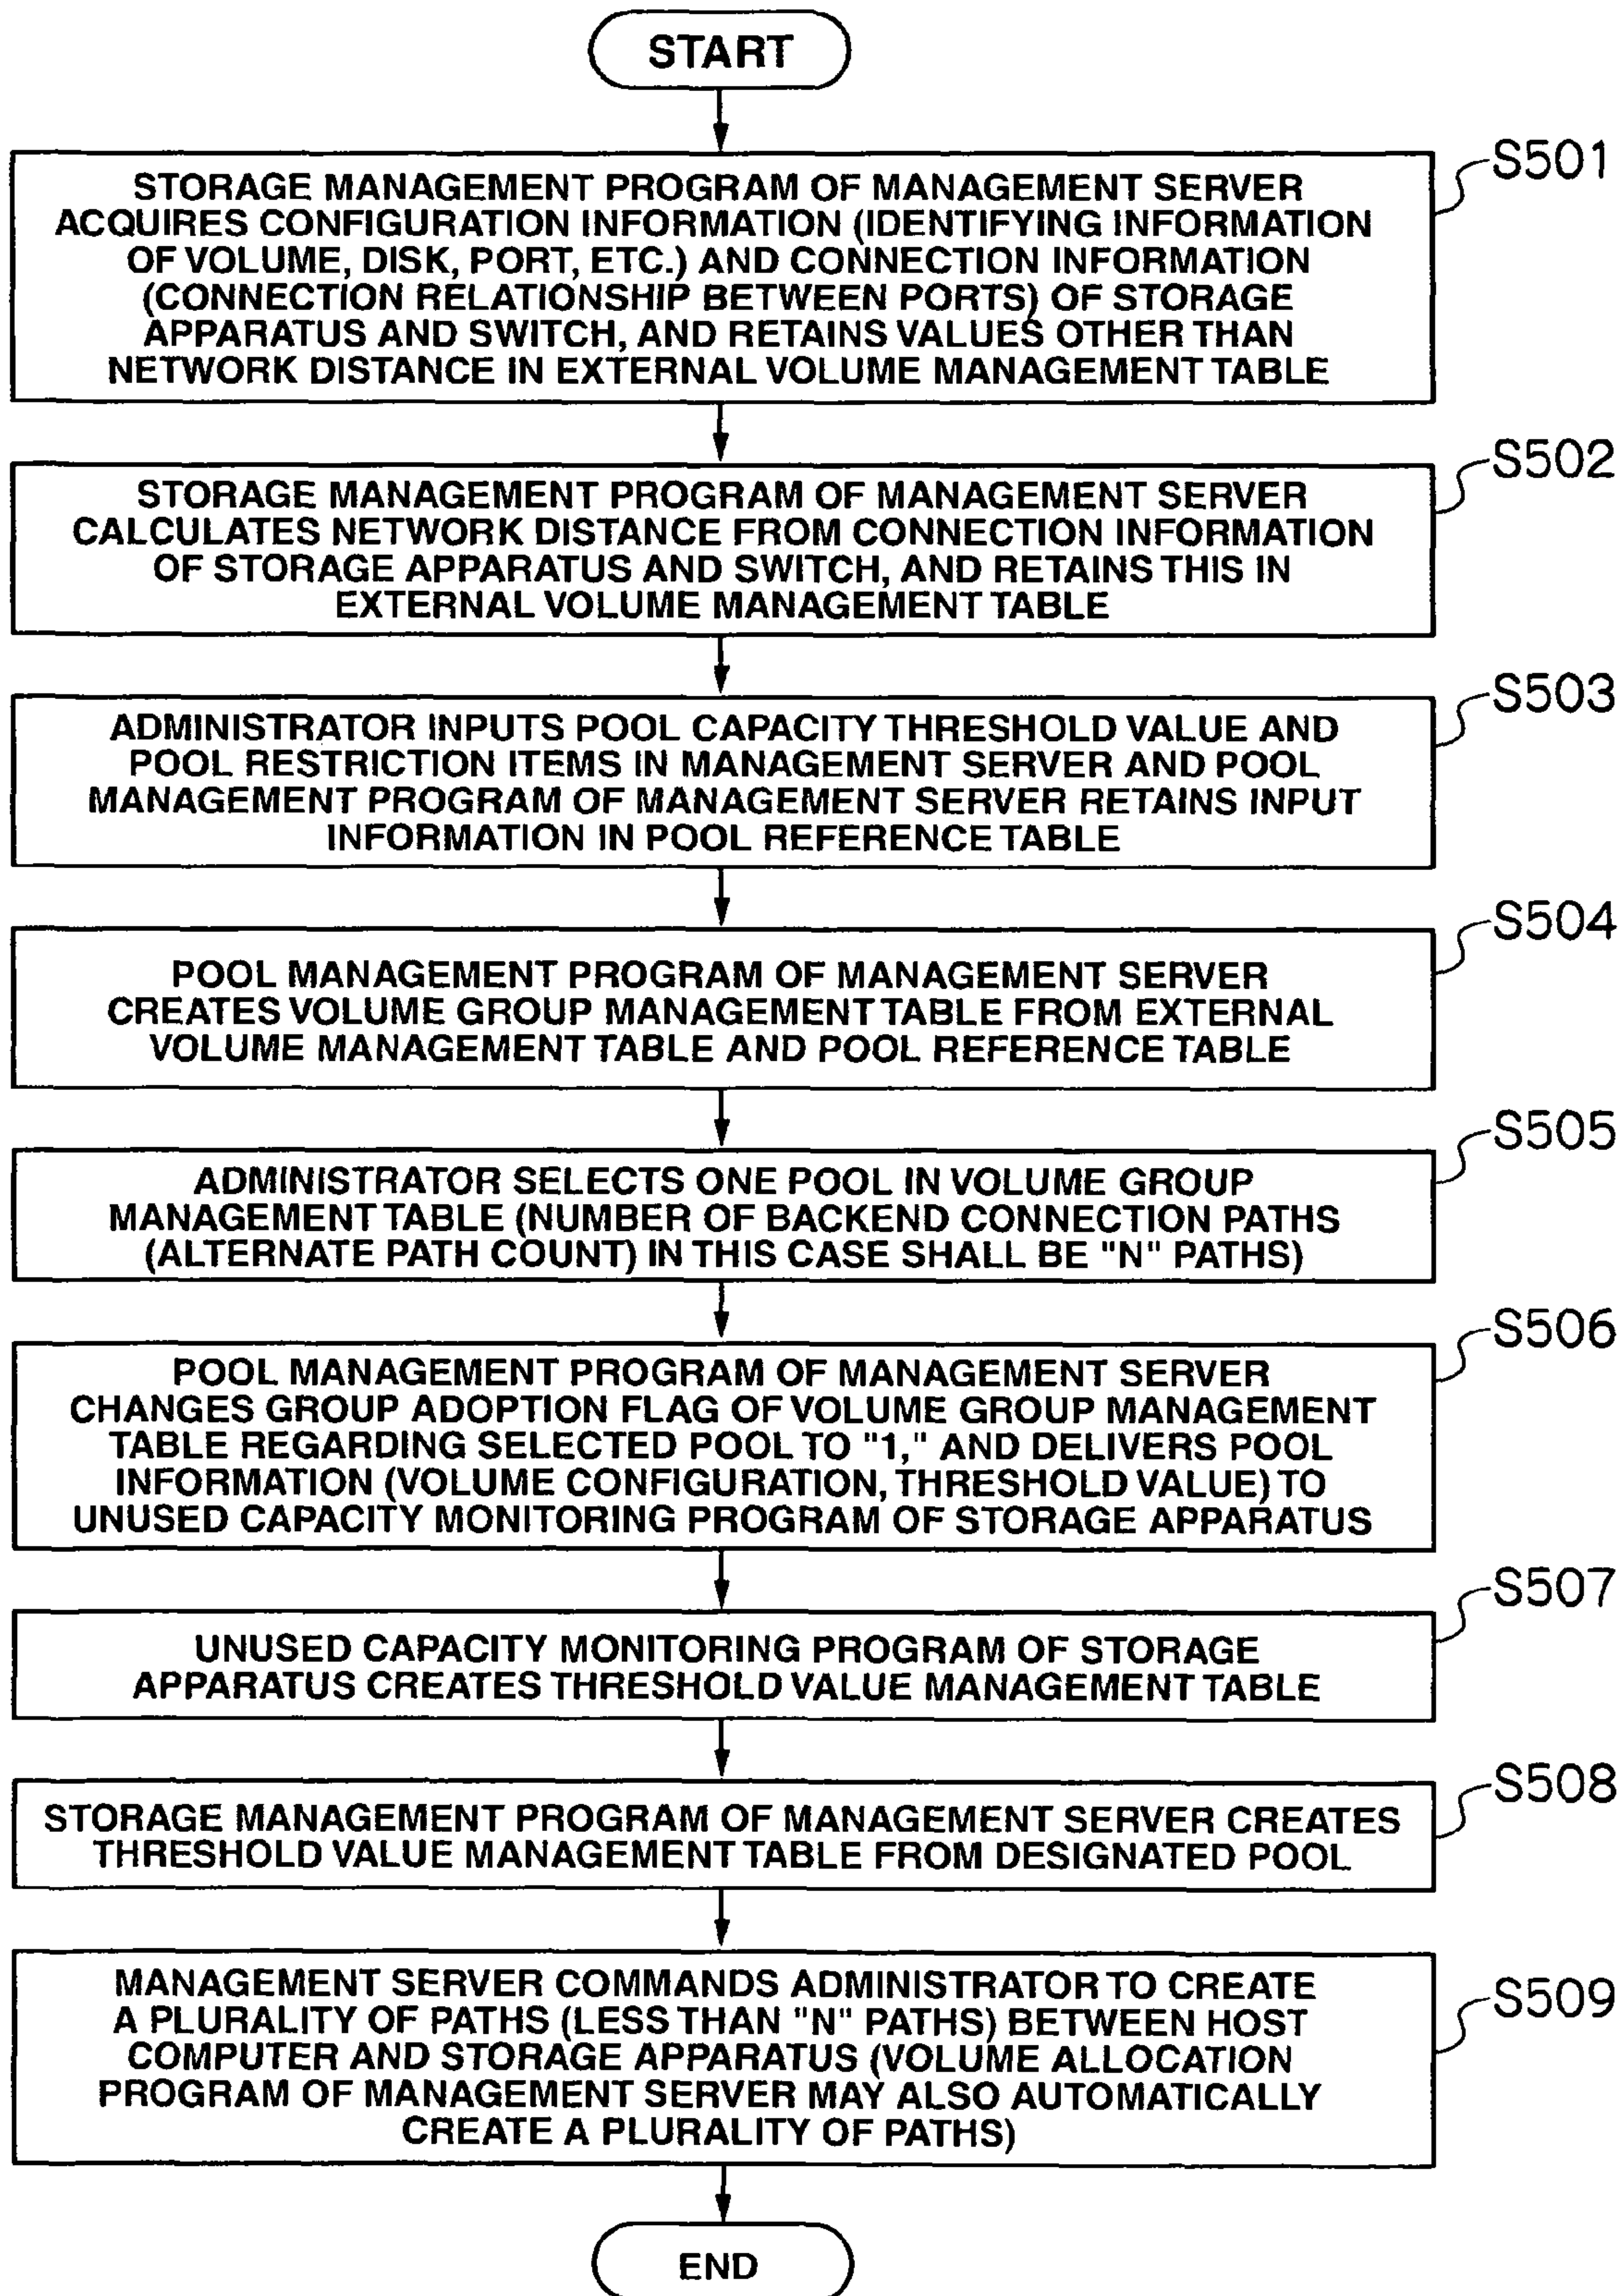 START
S501
STORAGE MANAGEMENT PROGRAM OF MANAGEMENT SERVER
ACQUIRES CONFIGURATION INFORMATION (IDENTIFYING INFORMATION
OF VOLUME, DISK, PORT, ETC.) AND CONNECTION INFORMATION
(CONNECTION RELATIONSHIP BETWEEN PORTS) OF STORAGE
APPARATUS AND SWITCH, AND RETAINS VALUES OTHER THAN
NETWORK DISTANCE IN EXTERNAL VOLUME MANAGEMENT TABLE
S502
STORAGE MANAGEMENT PROGRAM OF MANAGEMENT SERVER
CALCULATES NETWORK DISTANCE FROM CONNECTION INFORMATION
OF STORAGE APPARATUS AND SWITCH, AND RETAINS THIS IN
EXTERNAL VOLUME MANAGEMENT TABLE
S503
ADMINISTRATOR INPUTS POOL CAPACITY THRESHOLD VALUE AND
POOL RESTRICTION ITEMS IN MANAGEMENT SERVER AND POOL
MANAGEMENT PROGRAM OF MANAGEMENT SERVER RETAINS INPUT
INFORMATION IN POOL REFERENCE TABLE
S504
POOL MANAGEMENT PROGRAM OF MANAGEMENT SERVER
CREATES VOLUME GROUP MANAGEMENT TABLE FROM EXTERNAL
VOLUME MANAGEMENT TABLE AND POOL REFERENCE TABLE
S505
ADMINISTRATOR SELECTS ONE POOL IN VOLUME GROUP
MANAGEMENT TABLE (NUMBER OF BACKEND CONNECTION PATHS
(ALTERNATE PATH COUNT) IN THIS CASE SHALL BE "N" PATHS)
S506
POOL MANAGEMENT PROGRAM OF MANAGEMENT SERVER
CHANGES GROUP ADOPTION FLAG OF VOLUME GROUP MANAGEMENT
TABLE REGARDING SELECTED POOL TO "1," AND DELIVERS POOL
INFORMATION (VOLUME CONFIGURATION, THRESHOLD VALUE) TO
UNUSED CAPACITY MONITORING PROGRAM OF STORAGE APPARATUS
S507
UNUSED CAPACITY MONITORING PROGRAM OF STORAGE
APPARATUS CREATES THRESHOLD VALUE MANAGEMENT TABLE
S508
STORAGE MANAGEMENT PROGRAM OF MANAGEMENT SERVER CREATES
THRESHOLD VALUE MANAGEMENT TABLE FROM DESIGNATED POOL
S509
MANAGEMENT SERVER COMMANDS ADMINISTRATOR TO CREATE
A PLURALITY OF PATHS (LESS THAN "N" PATHS) BETWEEN HOST
COMPUTER AND STORAGE APPARATUS (VOLUME ALLOCATION
PROGRAM OF MANAGEMENT SERVER MAY ALSO AUTOMATICALLY
CREATE A PLURALITY OF PATHS)
END